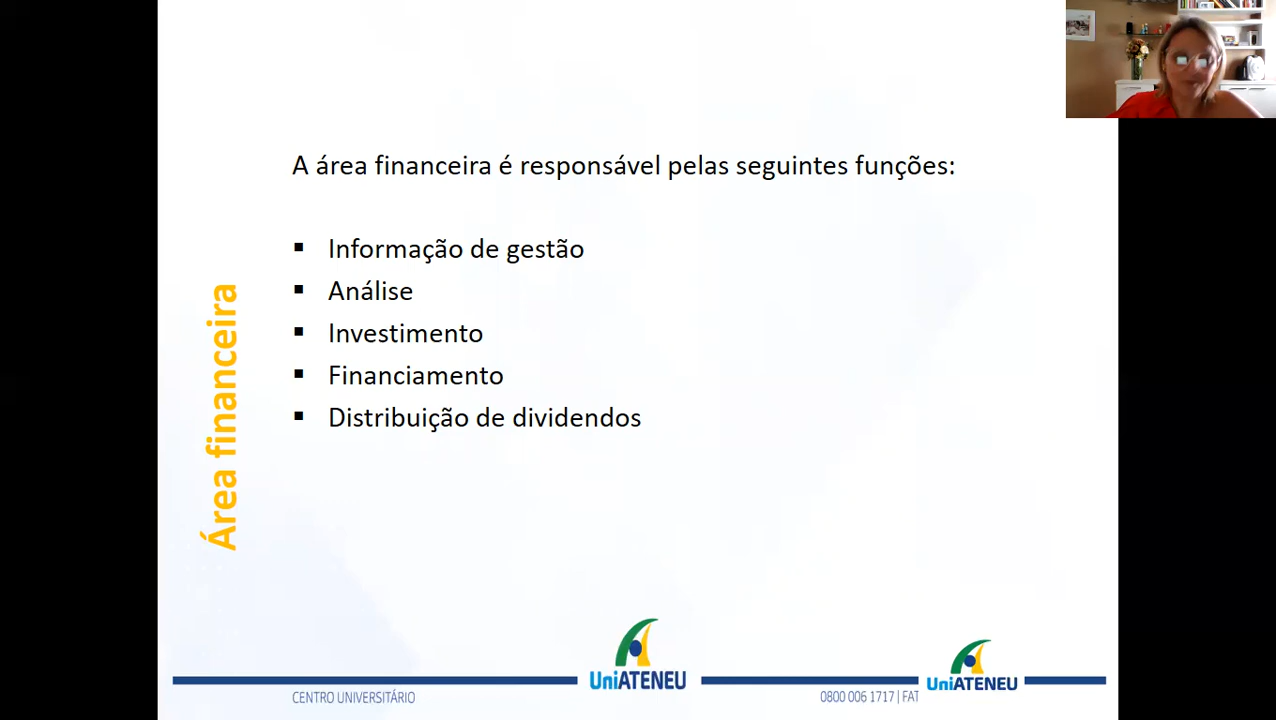 A área financeira é responsável pelas seguintes funções:
▪ Informação de gestão
▪ Análise
▪ Investimento
▪ Financiamento
▪ Distribuição de dividendos
Área financeira
UniATENEU
UniATENEU
CENTRO UNIVERSITÁRIO
0800 006 1717 | FAT